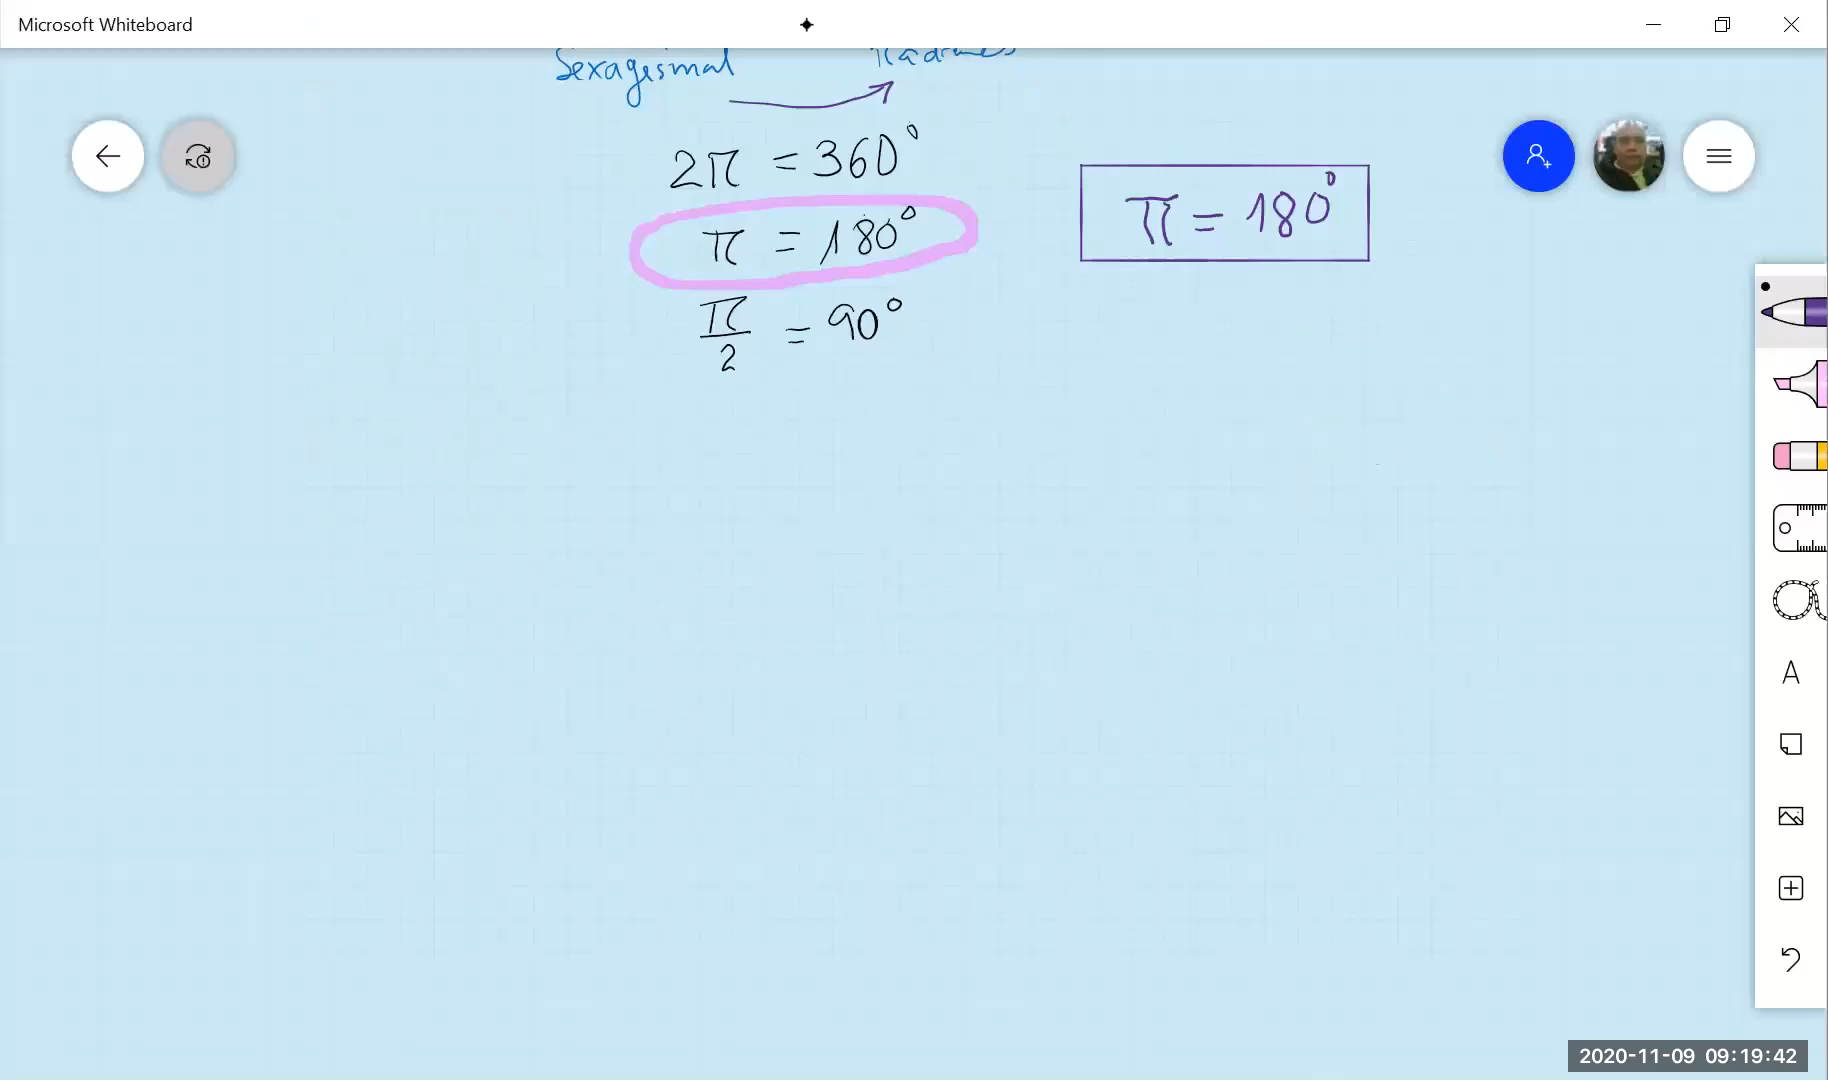 Microsoft Whiteboard
Sexagesimal
2π = 360°
π = 180°
π = 180°
π/2 = 90°
A
2020-11-09 09:19:42